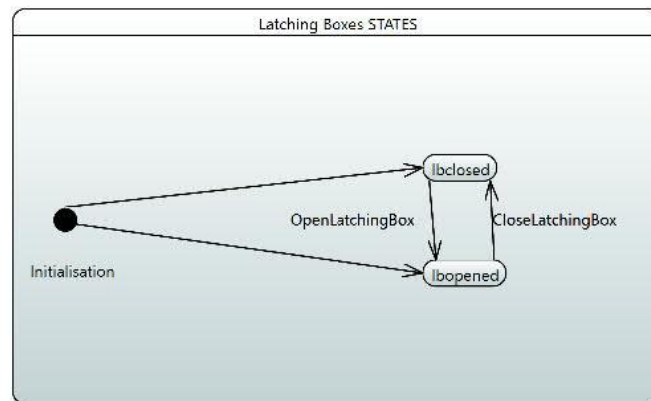 Latching Boxes STATES
lbclosed
OpenLatchingBox
CloseLatchingBox
Initialisation
lbopened